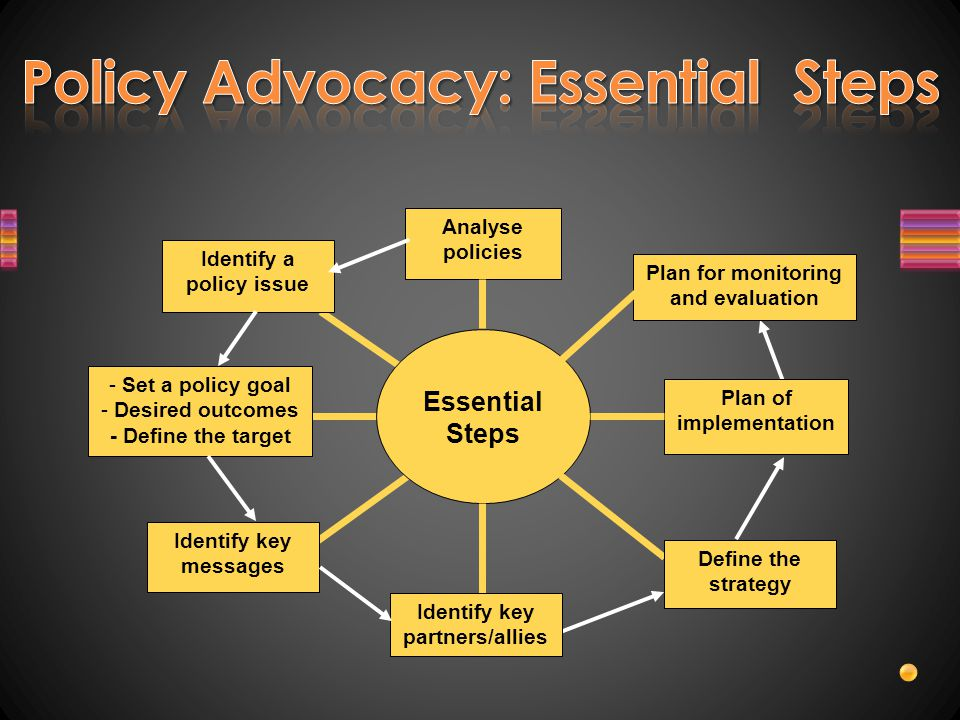 Policy Advocacy: Essential Steps
Analyse
policies
Identify a
policy issue
Plan for monitoring
and evaluation
- Set a policy goal
- Desired outcomes
- Define the target
Essential
Steps
Plan of
implementation
Identify key
messages
Define the
strategy
Identify key
partners/allies